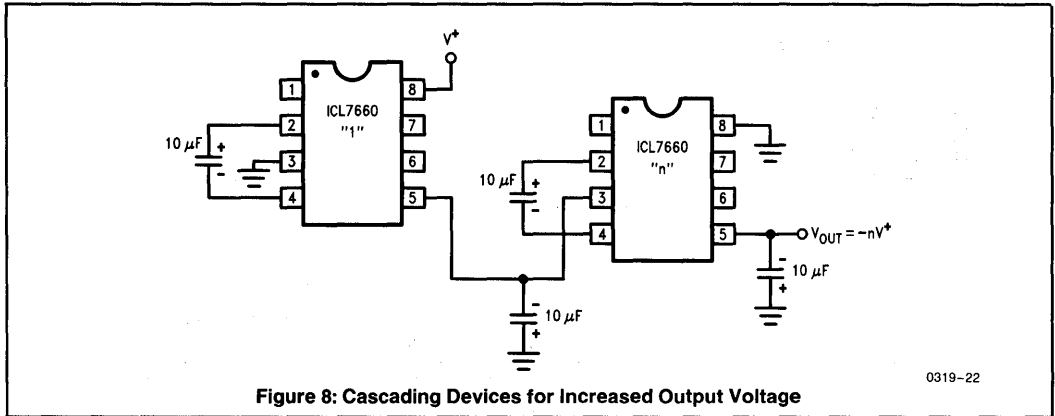 V⁺
1
2
3
4
8
7
6
5
ICL7660
"1"
10 µF
+
-
1
2
3
4
8
7
6
5
ICL7660
"n"
10 µF
+
-
-
10 µF
+
V_OUT = -nV⁺
-
10 µF
+
0319-22
Figure 8: Cascading Devices for Increased Output Voltage